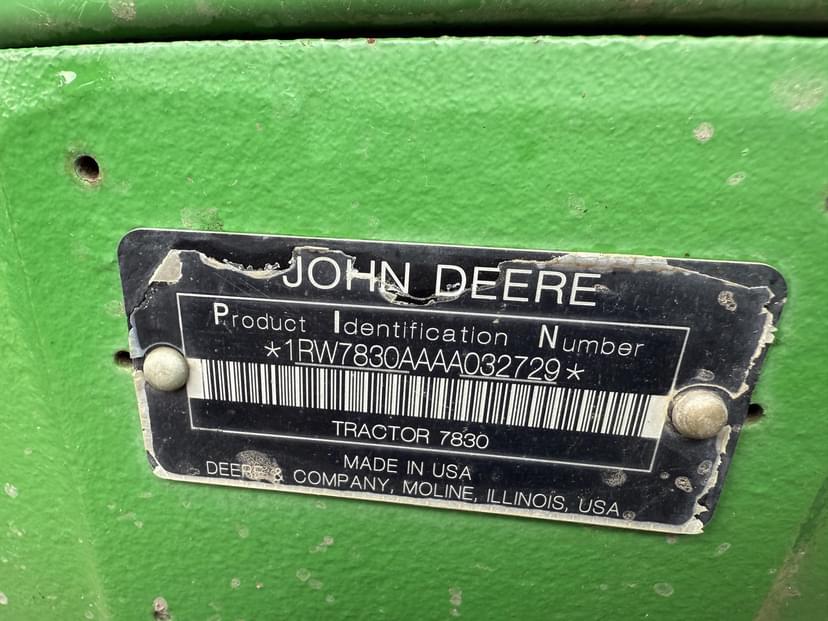 JOHN DEERE
Product Identification Number
*1RW7830AAAA032729*
TRACTOR 7830
MADE IN USA
DEERE & COMPANY, MOLINE, ILLINOIS, USA